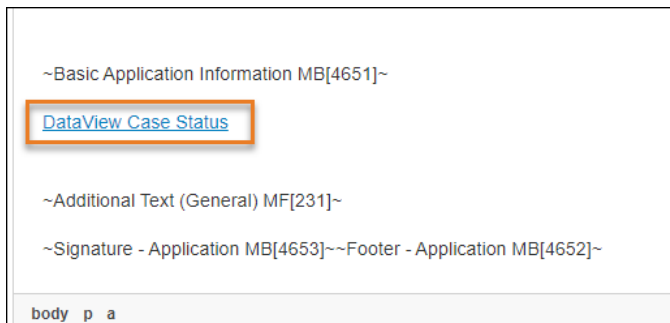 ~Basic Application Information MB[4651]~
DataView Case Status
~Additional Text (General) MF[231]~
~Signature - Application MB[4653]~~Footer - Application MB[4652]~
body p a